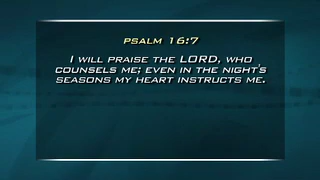 PSALM 16:7
I WILL PRAISE THE LORD, WHO
COUNSELS ME; EVEN IN THE NIGHT'S
SEASONS MY HEART INSTRUCTS ME.